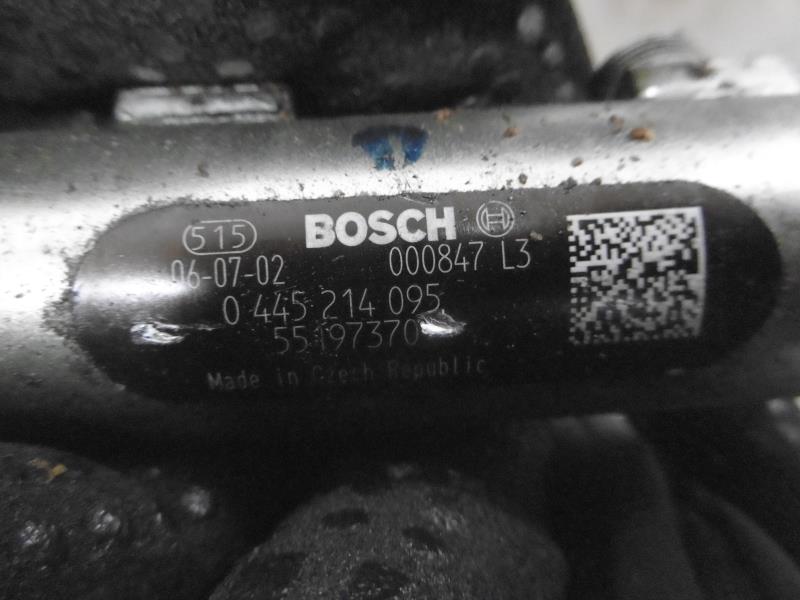 515 BOSCH
06-07-02 000847 L3
0 445 214 095
55197370
Made in Czech Republic